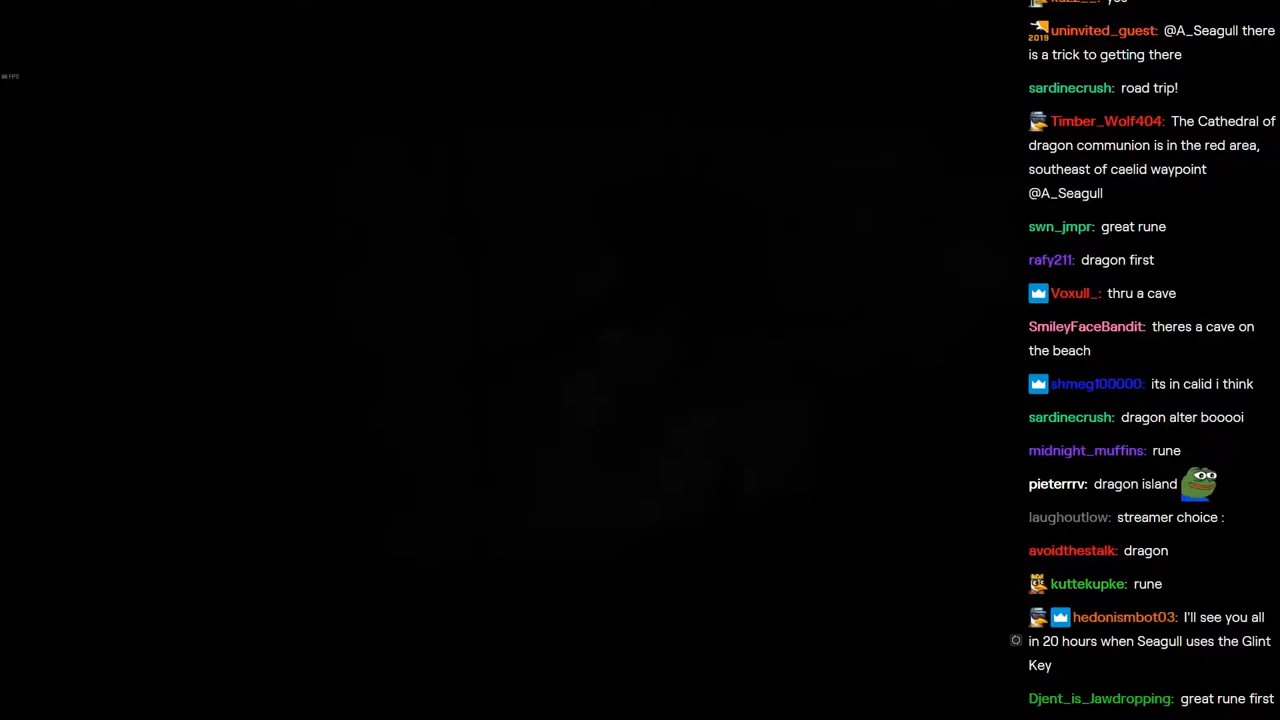 yes
uninvited_guest: @A_Seagull there
is a trick to getting there
sardinecrush: road trip!
Timber_Wolf404: The Cathedral of
dragon communion is in the red area,
southeast of caelid waypoint
@A_Seagull
swn_jmpr: great rune
rafy211: dragon first
Voxull_: thru a cave
SmileyFaceBandit: theres a cave on
the beach
shmeg100000: its in calid i think
sardinecrush: dragon alter booooi
midnight_muffins: rune
pieterrrv: dragon island
laughoutlow: streamer choice :
avoidthestalk: dragon
kuttekupke: rune
hedonismbot03: I'll see you all
in 20 hours when Seagull uses the Glint
Key
Djent_is_Jawdropping: great rune first
2019